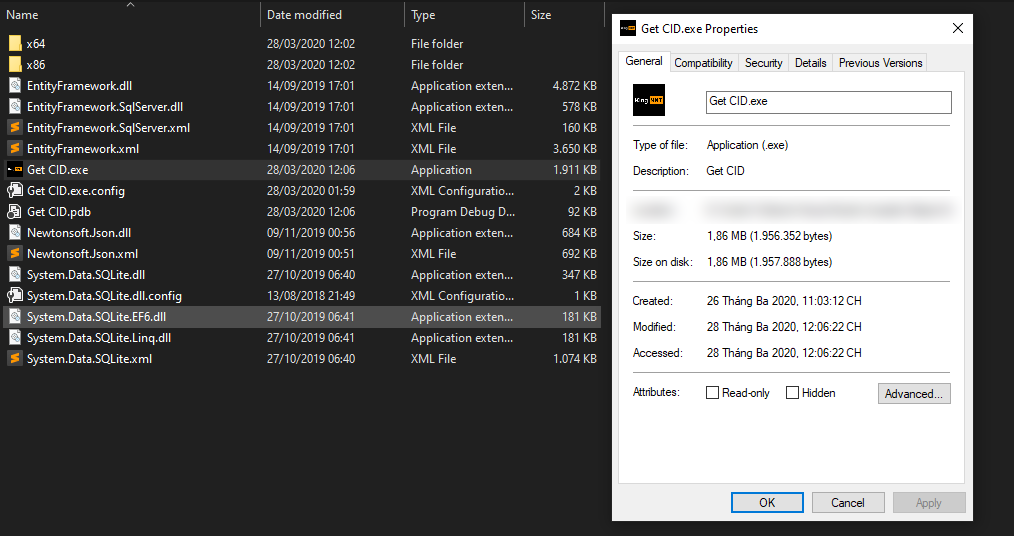 Name Date modified Type Size
x64 28/03/2020 12:02 File folder
x86 28/03/2020 12:02 File folder
EntityFramework.dll 14/09/2019 17:01 Application exten... 4.872 KB
EntityFramework.SqlServer.dll 14/09/2019 17:01 Application exten... 578 KB
EntityFramework.SqlServer.xml 14/09/2019 17:01 XML File 160 KB
EntityFramework.xml 14/09/2019 17:01 XML File 3.650 KB
Get CID.exe 28/03/2020 12:06 Application 1.911 KB
Get CID.exe.config 28/03/2020 01:59 XML Configuratio... 2 KB
Get CID.pdb 28/03/2020 12:06 Program Debug D... 92 KB
Newtonsoft.Json.dll 09/11/2019 00:56 Application exten... 684 KB
Newtonsoft.Json.xml 09/11/2019 00:51 XML File 692 KB
System.Data.SQLite.dll 27/10/2019 06:40 Application exten... 347 KB
System.Data.SQLite.dll.config 13/08/2018 21:49 XML Configuratio... 1 KB
System.Data.SQLite.EF6.dll 27/10/2019 06:41 Application exten... 181 KB
System.Data.SQLite.Linq.dll 27/10/2019 06:41 Application exten... 181 KB
System.Data.SQLite.xml 27/10/2019 06:40 XML File 1.074 KB
Get CID.exe Properties
General Compatibility Security Details Previous Versions
King NKT Get CID.exe
Type of file: Application (.exe)
Description: Get CID
Size: 1,86 MB (1.956.352 bytes)
Size on disk: 1,86 MB (1.957.888 bytes)
Created: 26 Tháng Ba 2020, 11:03:12 CH
Modified: 28 Tháng Ba 2020, 12:06:22 CH
Accessed: 28 Tháng Ba 2020, 12:06:22 CH
Attributes: Read-only Hidden Advanced...
OK Cancel Apply